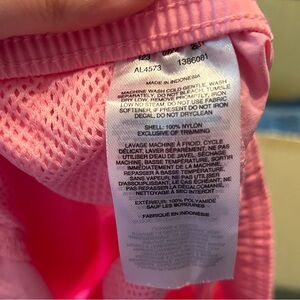 AL4573 1386081
MADE IN INDONESIA
MACHINE WASH COLD GENTLE, WASH
SEPARATELY, DO NOT BLEACH, TUMBLE
DRY LOW, REMOVE PROMPTLY, IRON
LOW NO STEAM, DO NOT USE FABRIC
SOFTENER, IF PRESENT DO NOT IRON
DECAL, DO NOT DRYCLEAN
SHELL: 100% NYLON
EXCLUSIVE OF TRIMMING
LAVAGE MACHINE À FROID, CYCLE
DÉLICAT, LAVER SÉPARÉMENT, NE PAS
UTILISER D'EAU DE JAVEL, SÉCHAGE
MACHINE, BASSE TEMPÉRATURE, SORTIR
IMMÉDIATEMENT DE LA MACHINE,
REPASSER À BASSE TEMPÉRATURE,
SANS VAPEUR, NE PAS UTILISER
D'ASSOUPLISSANT, LE CAS ÉCHÉANT, NE
PAS REPASSER LA DÉCALCOMANIE,
NETTOYAGE À SEC INTERDIT
EXTÉRIEUR: 100% POLYAMIDE
SAUF LES BORDURES
FABRIQUÉ EN INDONÉSIE